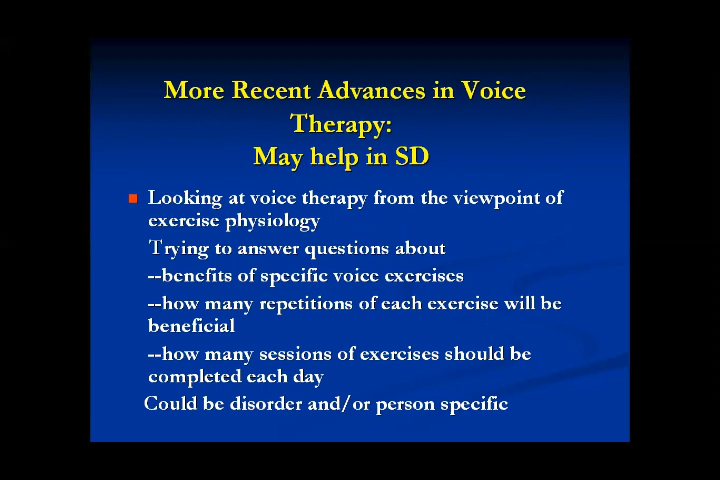 More Recent Advances in Voice
Therapy:
May help in SD
Looking at voice therapy from the viewpoint of
exercise physiology
Trying to answer questions about
--benefits of specific voice exercises
--how many repetitions of each exercise will be
beneficial
--how many sessions of exercises should be
completed each day
Could be disorder and/or person specific